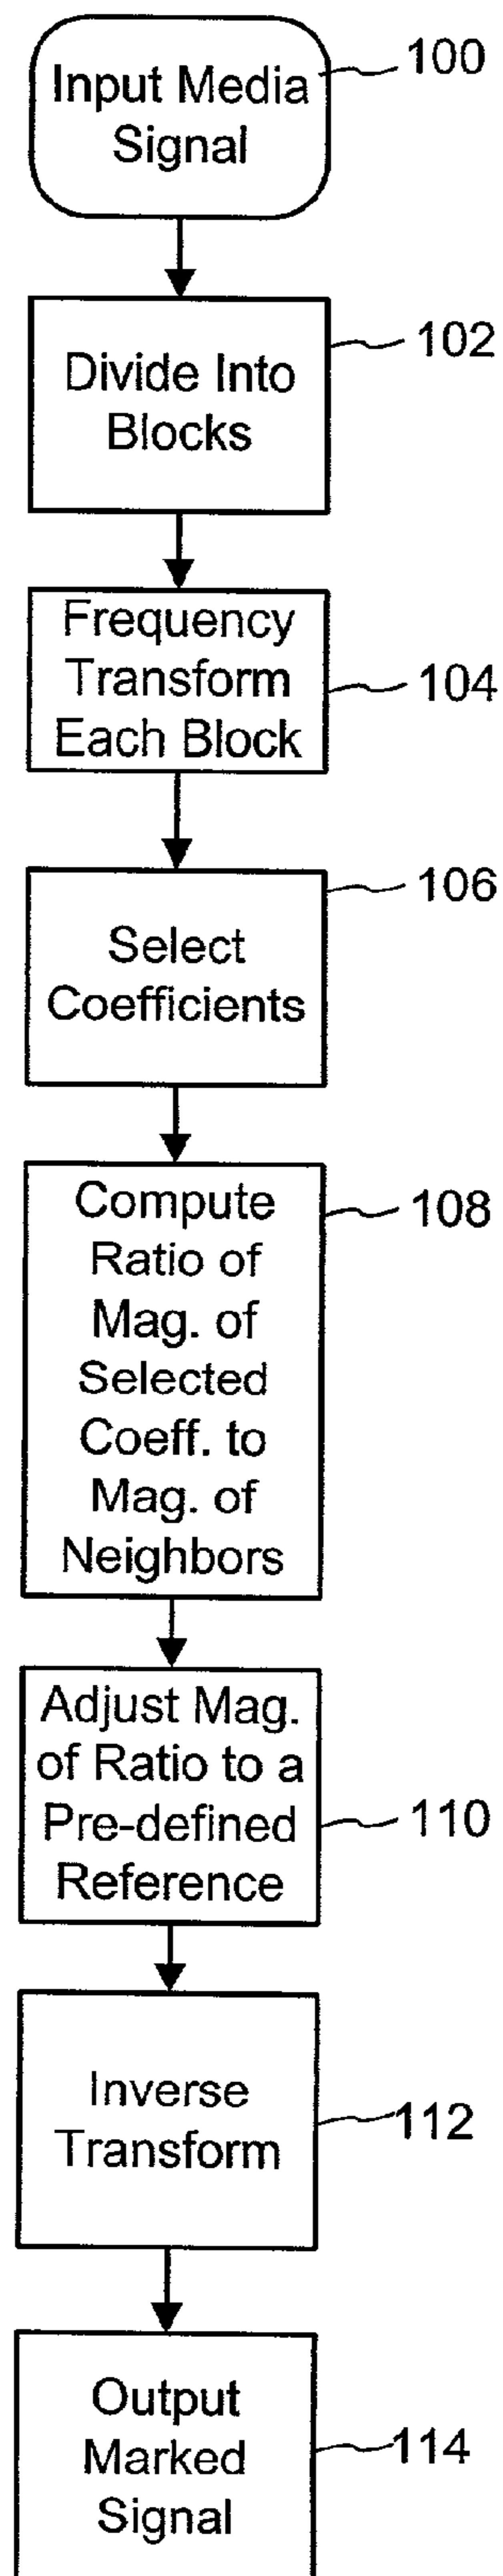 Input Media
Signal
100
Divide Into
Blocks
102
Frequency
Transform
Each Block
104
Select
Coefficients
106
Compute
Ratio of
Mag. of
Selected
Coeff. to
Mag. of
Neighbors
108
Adjust Mag.
of Ratio to a
Pre-defined
Reference
110
Inverse
Transform
112
Output
Marked
Signal
114